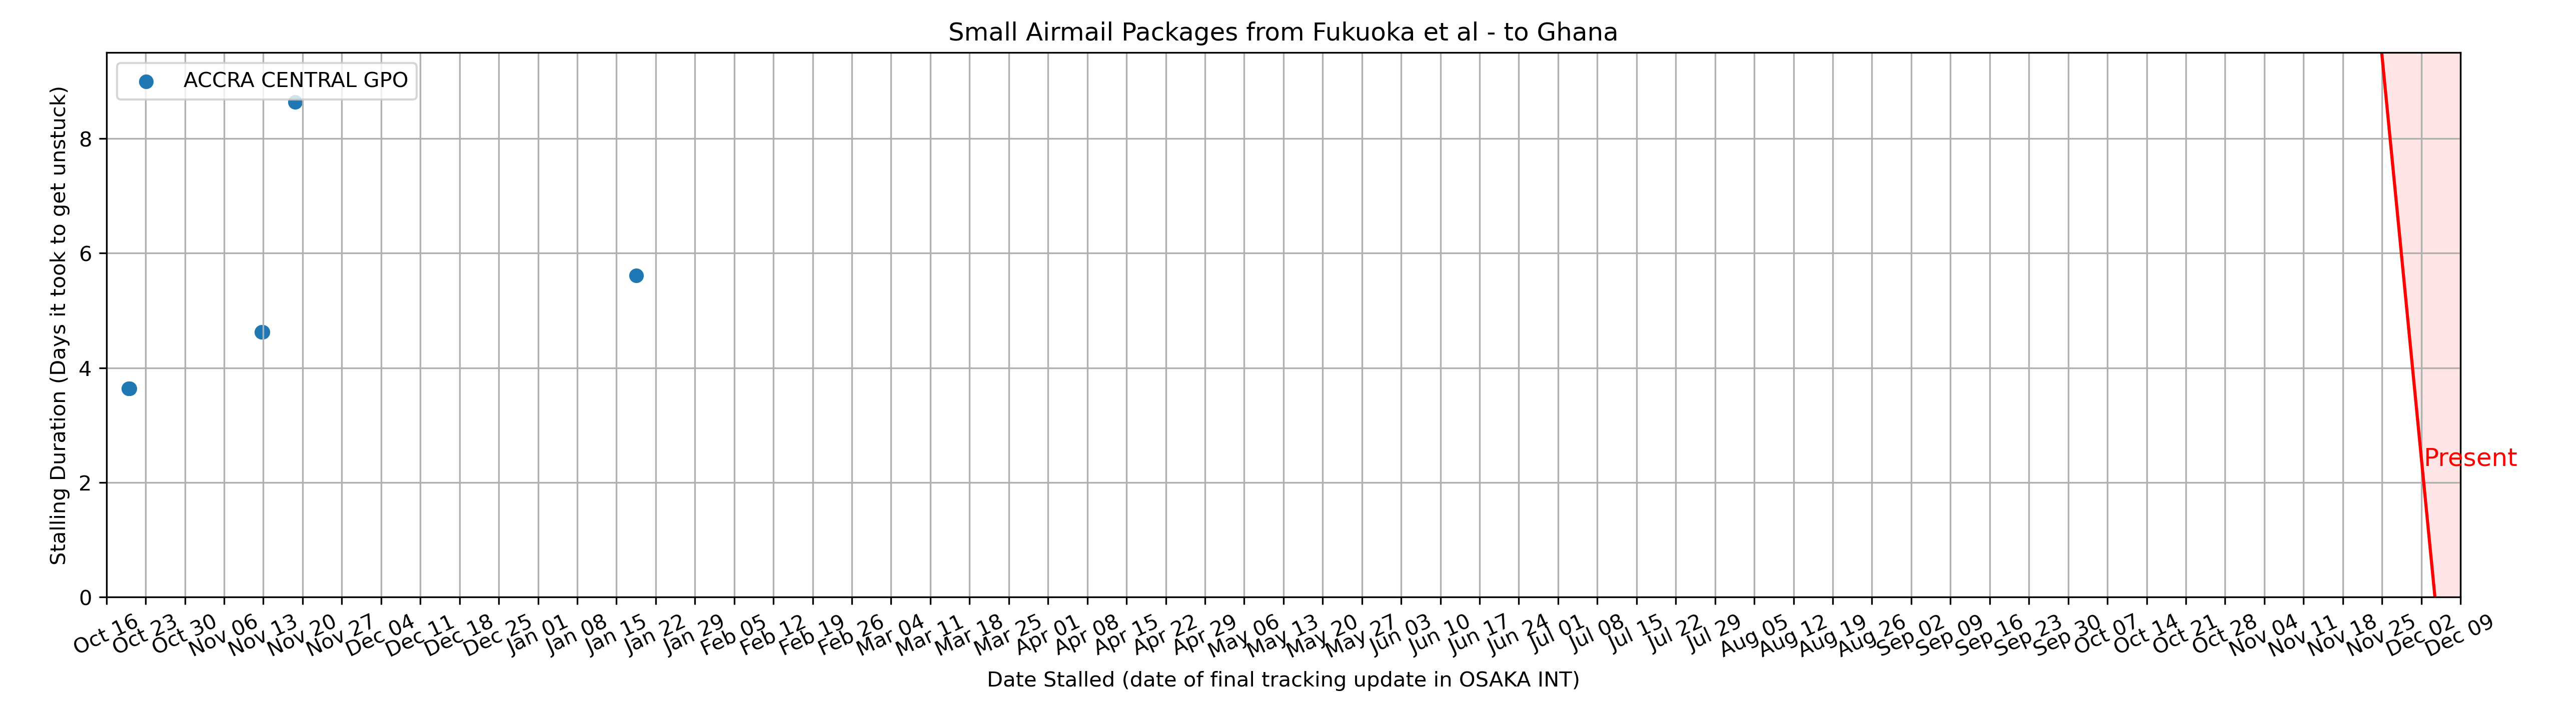 Small Airmail Packages from Fukuoka et al - to Ghana
ACCRA CENTRAL GPO
Stalling Duration (Days it took to get unstuck)
8
6
4
2
0
Present
Oct 16 Oct 23 Oct 30 Nov 06 Nov 13 Nov 20 Nov 27 Dec 04 Dec 11 Dec 18 Dec 25 Jan 01 Jan 08 Jan 15 Jan 22 Jan 29 Feb 05 Feb 12 Feb 19 Feb 26 Mar 04 Mar 11 Mar 18 Mar 25 Apr 01 Apr 08 Apr 15 Apr 22 Apr 29 May 06 May 13 May 20 May 27 Jun 03 Jun 10 Jun 17 Jun 24 Jul 01 Jul 08 Jul 15 Jul 22 Jul 29 Aug 05 Aug 12 Aug 19 Aug 26 Sep 02 Sep 09 Sep 16 Sep 23 Sep 30 Oct 07 Oct 14 Oct 21 Oct 28 Nov 04 Nov 11 Nov 18 Nov 25 Dec 02 Dec 09
Date Stalled (date of final tracking update in OSAKA INT)